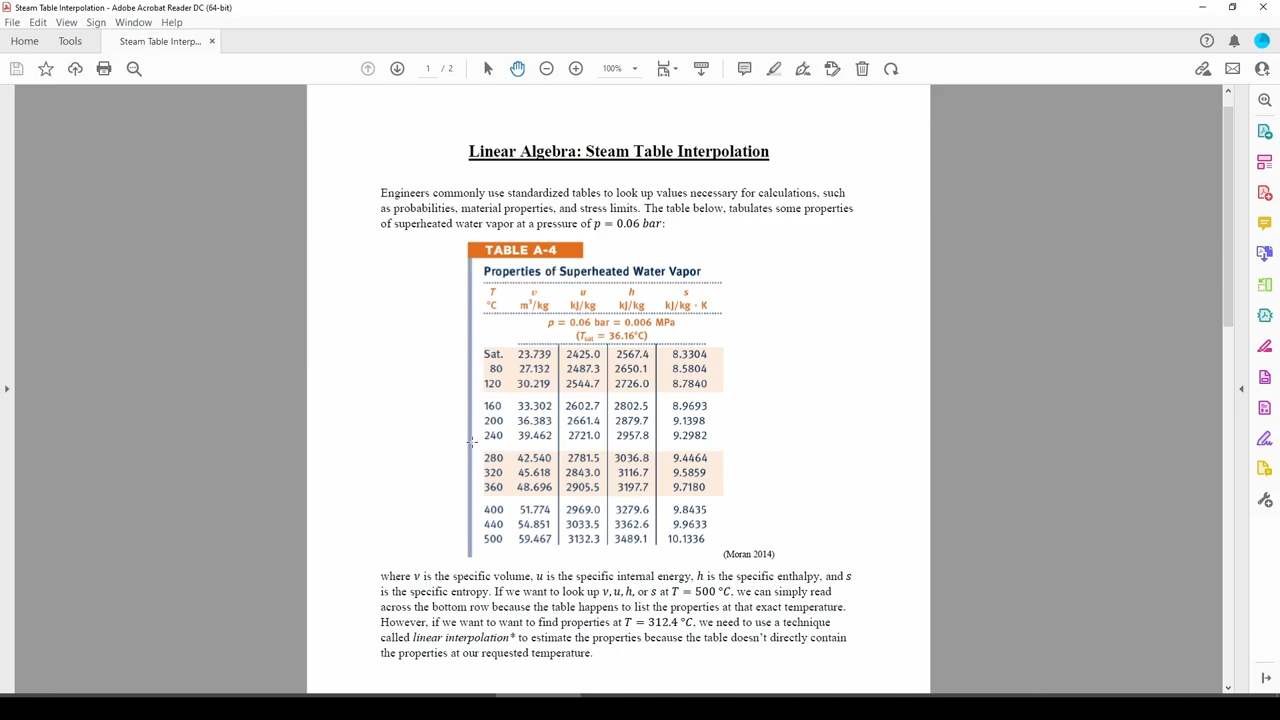 Steam Table Interpolation - Adobe Acrobat Reader DC (64-bit)
File Edit View Sign Window Help
Home Tools Steam Table Interp... ×
1 / 2 100%
Linear Algebra: Steam Table Interpolation
Engineers commonly use standardized tables to look up values necessary for calculations, such
as probabilities, material properties, and stress limits. The table below, tabulates some properties
of superheated water vapor at a pressure of p = 0.06 bar:
TABLE A-4
Properties of Superheated Water Vapor
T v u h s
°C m³/kg kJ/kg kJ/kg kJ/kg · K
p = 0.06 bar = 0.006 MPa
(Tsat = 36.16°C)
Sat. 23.739 2425.0 2567.4 8.3304
80 27.132 2487.3 2650.1 8.5804
120 30.219 2544.7 2726.0 8.7840
160 33.302 2602.7 2802.5 8.9693
200 36.383 2661.4 2879.7 9.1398
240 39.462 2721.0 2957.8 9.2982
280 42.540 2781.5 3036.8 9.4464
320 45.618 2843.0 3116.7 9.5859
360 48.696 2905.5 3197.7 9.7180
400 51.774 2969.0 3279.6 9.8435
440 54.851 3033.5 3362.6 9.9633
500 59.467 3132.3 3489.1 10.1336
(Moran 2014)
where v is the specific volume, u is the specific internal energy, h is the specific enthalpy, and s
is the specific entropy. If we want to look up v, u, h, or s at T = 500 °C, we can simply read
across the bottom row because the table happens to list the properties at that exact temperature.
However, if we want to want to find properties at T = 312.4 °C, we need to use a technique
called linear interpolation* to estimate the properties because the table doesn't directly contain
the properties at our requested temperature.